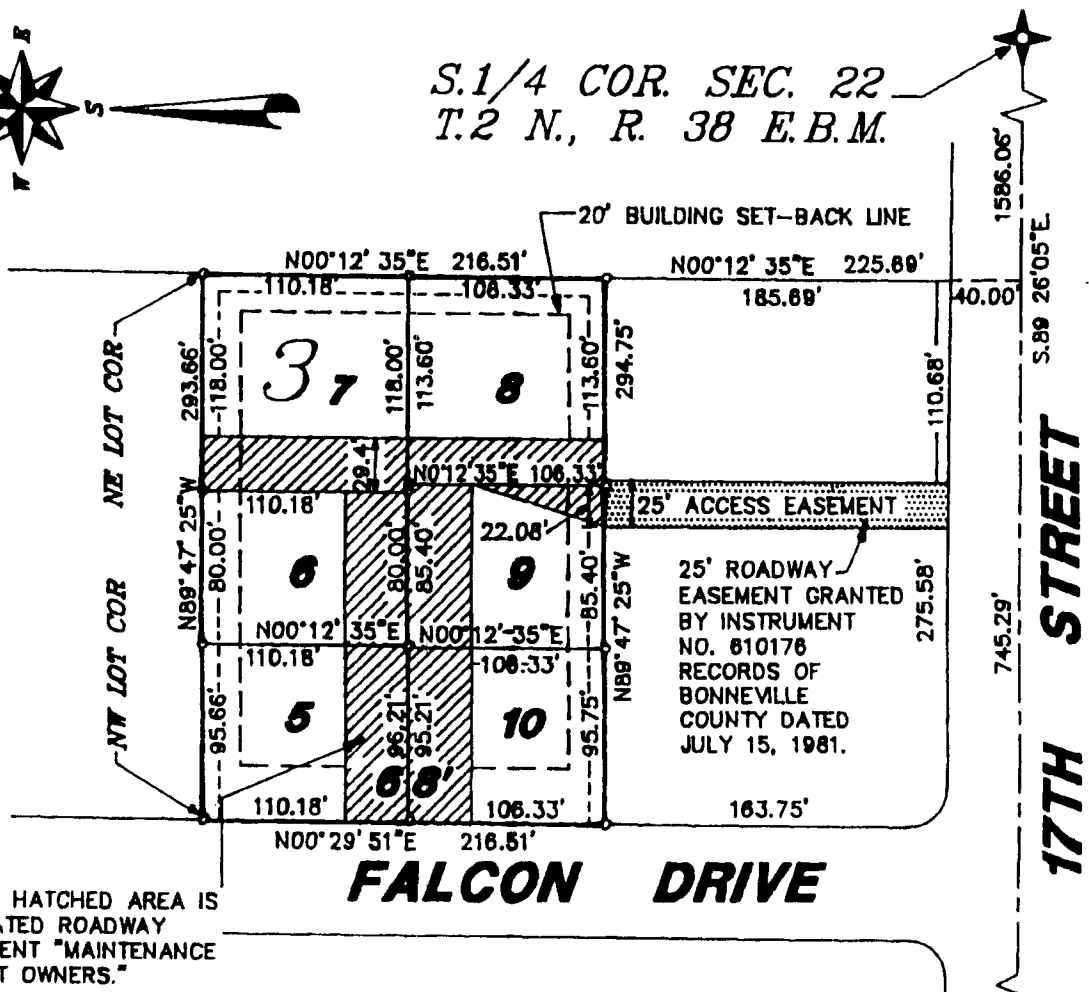 E
S
W
S.1/4 COR. SEC. 22
T.2 N., R. 38 E.B.M.
1586.06'
S.89 26'05"E.
745.29'
17TH STREET
20' BUILDING SET-BACK LINE
N00°12' 35"E 216.51'
110.18'
106.33'
N00°12' 35"E 225.69'
185.69'
40.00'
NE LOT COR
NW LOT COR
293.66'
N89°47' 25"W
118.00'
3
7
118.00'
113.60'
8
113.60'
294.75'
N89°47' 25"W
110.68'
29.4
N0°12'35"E 106.33'
110.18'
80.00'
6
80.00'
85.40'
22.08'
9
85.40'
25' ACCESS EASEMENT
25' ROADWAY
EASEMENT GRANTED
BY INSTRUMENT
NO. 610176
RECORDS OF
BONNEVILLE
COUNTY DATED
JULY 15, 1981.
275.58'
N00°12' 35"E
110.18'
N00°12'-35"E
106.33'
95.66'
5
96.21'
95.21'
10
95.75'
68'
110.18'
106.33'
163.75'
N00°29' 51"E 216.51'
FALCON DRIVE
HATCHED AREA IS
ATED ROADWAY
ENT "MAINTENANCE
T OWNERS."